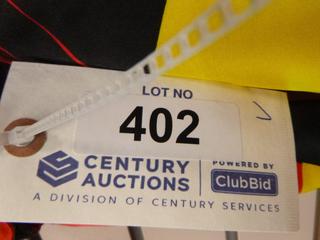 LOT NO
402
CENTURY
AUCTIONS
POWERED BY
ClubBid
A DIVISION OF CENTURY SERVICES